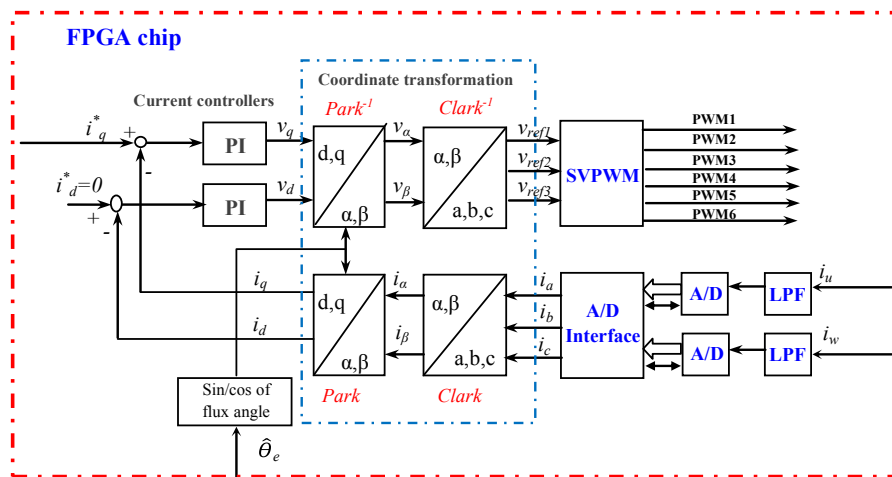 FPGA chip
Coordinate transformation
Current controllers
Park⁻¹
Clark⁻¹
i*q
+
-
PI
vq
d,q
α,β
vα
α,β
a,b,c
vref1
vref2
vref3
SVPWM
PWM1
PWM2
PWM3
PWM4
PWM5
PWM6
i*d=0
+
-
PI
vd
vβ
iq
id
d,q
α,β
iα
iβ
α,β
a,b,c
ia
ib
ic
A/D
Interface
A/D
LPF
iu
A/D
LPF
iw
Park
Clark
Sin/cos of
flux angle
θ̂e